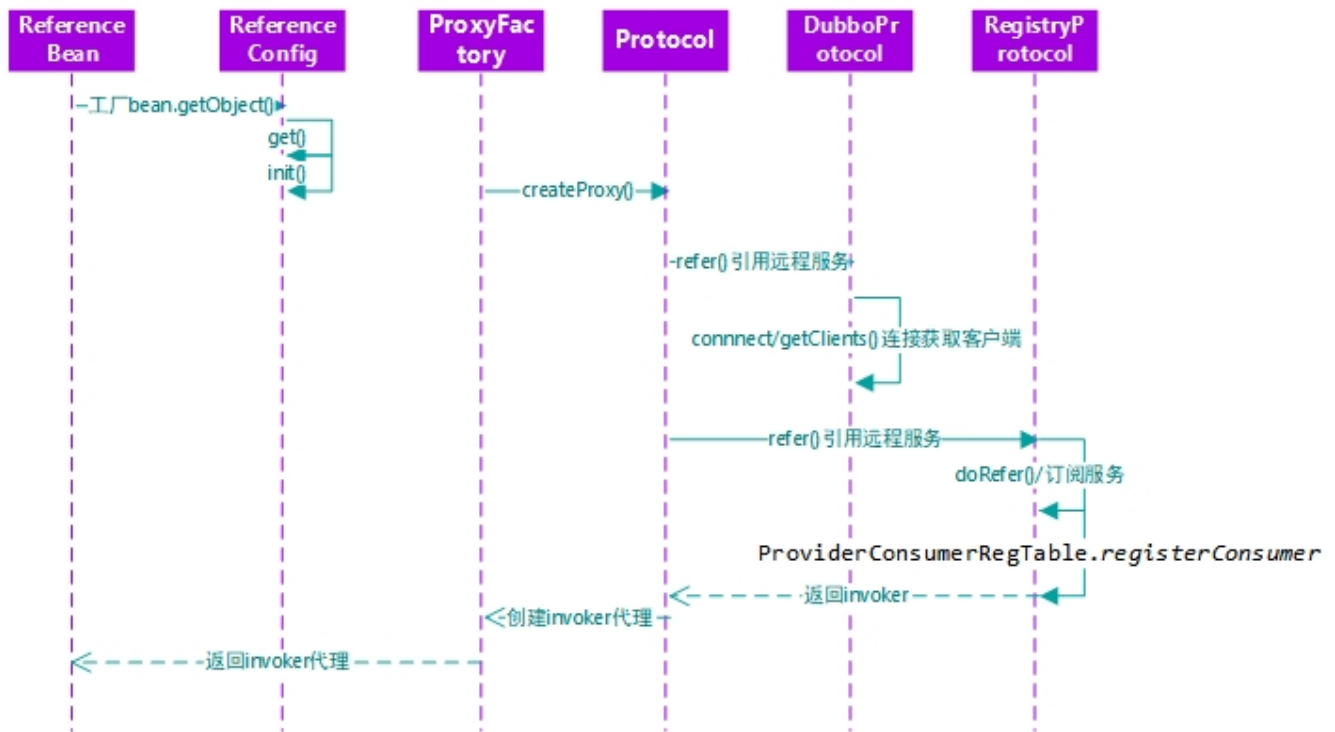 Reference
Bean
Reference
Config
ProxyFac
tory
Protocol
DubboPr
otocol
RegistryP
rotocol
工厂bean.getObject()
get()
init()
createProxy()
refer()引用远程服务
connnect/getClients()连接获取客户端
refer()引用远程服务
doRefer()/订阅服务
ProviderConsumerRegTable.registerConsumer
返回invoker
创建invoker代理
返回invoker代理